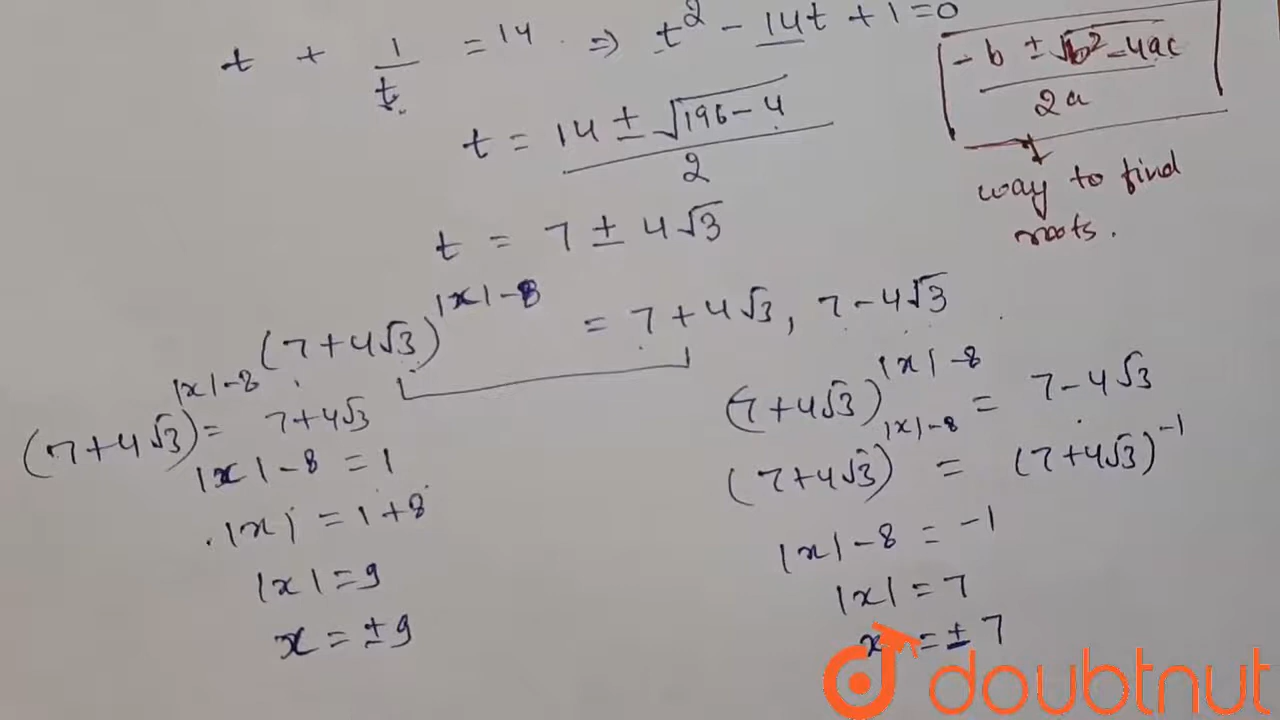 t + 1/t = 14 ⇒ t² - 14t + 1 = 0
-b ± √b² - 4ac / 2a
t = 14 ± √196 - 4 / 2
way to find
roots.
t = 7 ± 4√3
(7+4√3)^|x|-8 = 7+4√3, 7-4√3
(7+4√3)^|x|-8 = 7+4√3
|x|-8 = 1
|x| = 1+8
|x| = 9
x = ±9
(7+4√3)^|x|-8 = 7-4√3
(7+4√3)^|x|-8 = (7+4√3)^-1
|x|-8 = -1
|x| = 7
x = ±7
doubtnut